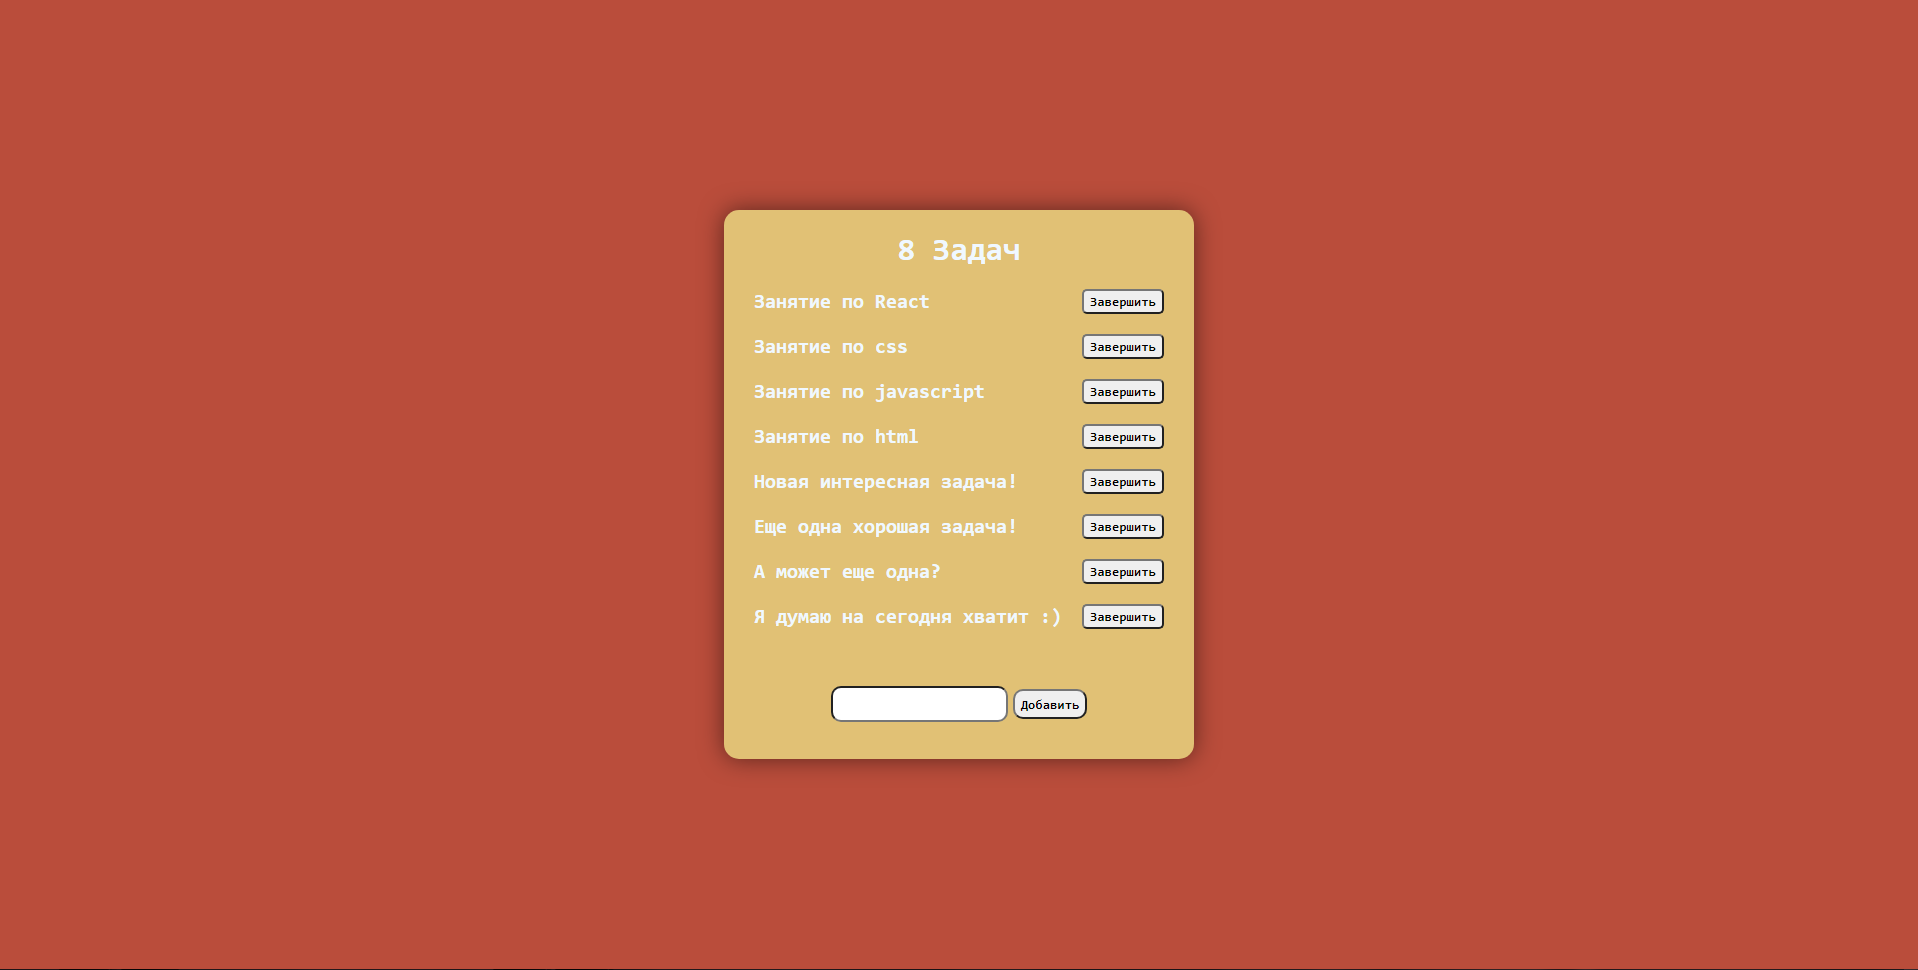 8 Задач
Занятие по React Завершить
Занятие по css Завершить
Занятие по javascript Завершить
Занятие по html Завершить
Новая интересная задача! Завершить
Еще одна хорошая задача! Завершить
А может еще одна? Завершить
Я думаю на сегодня хватит :) Завершить
Добавить